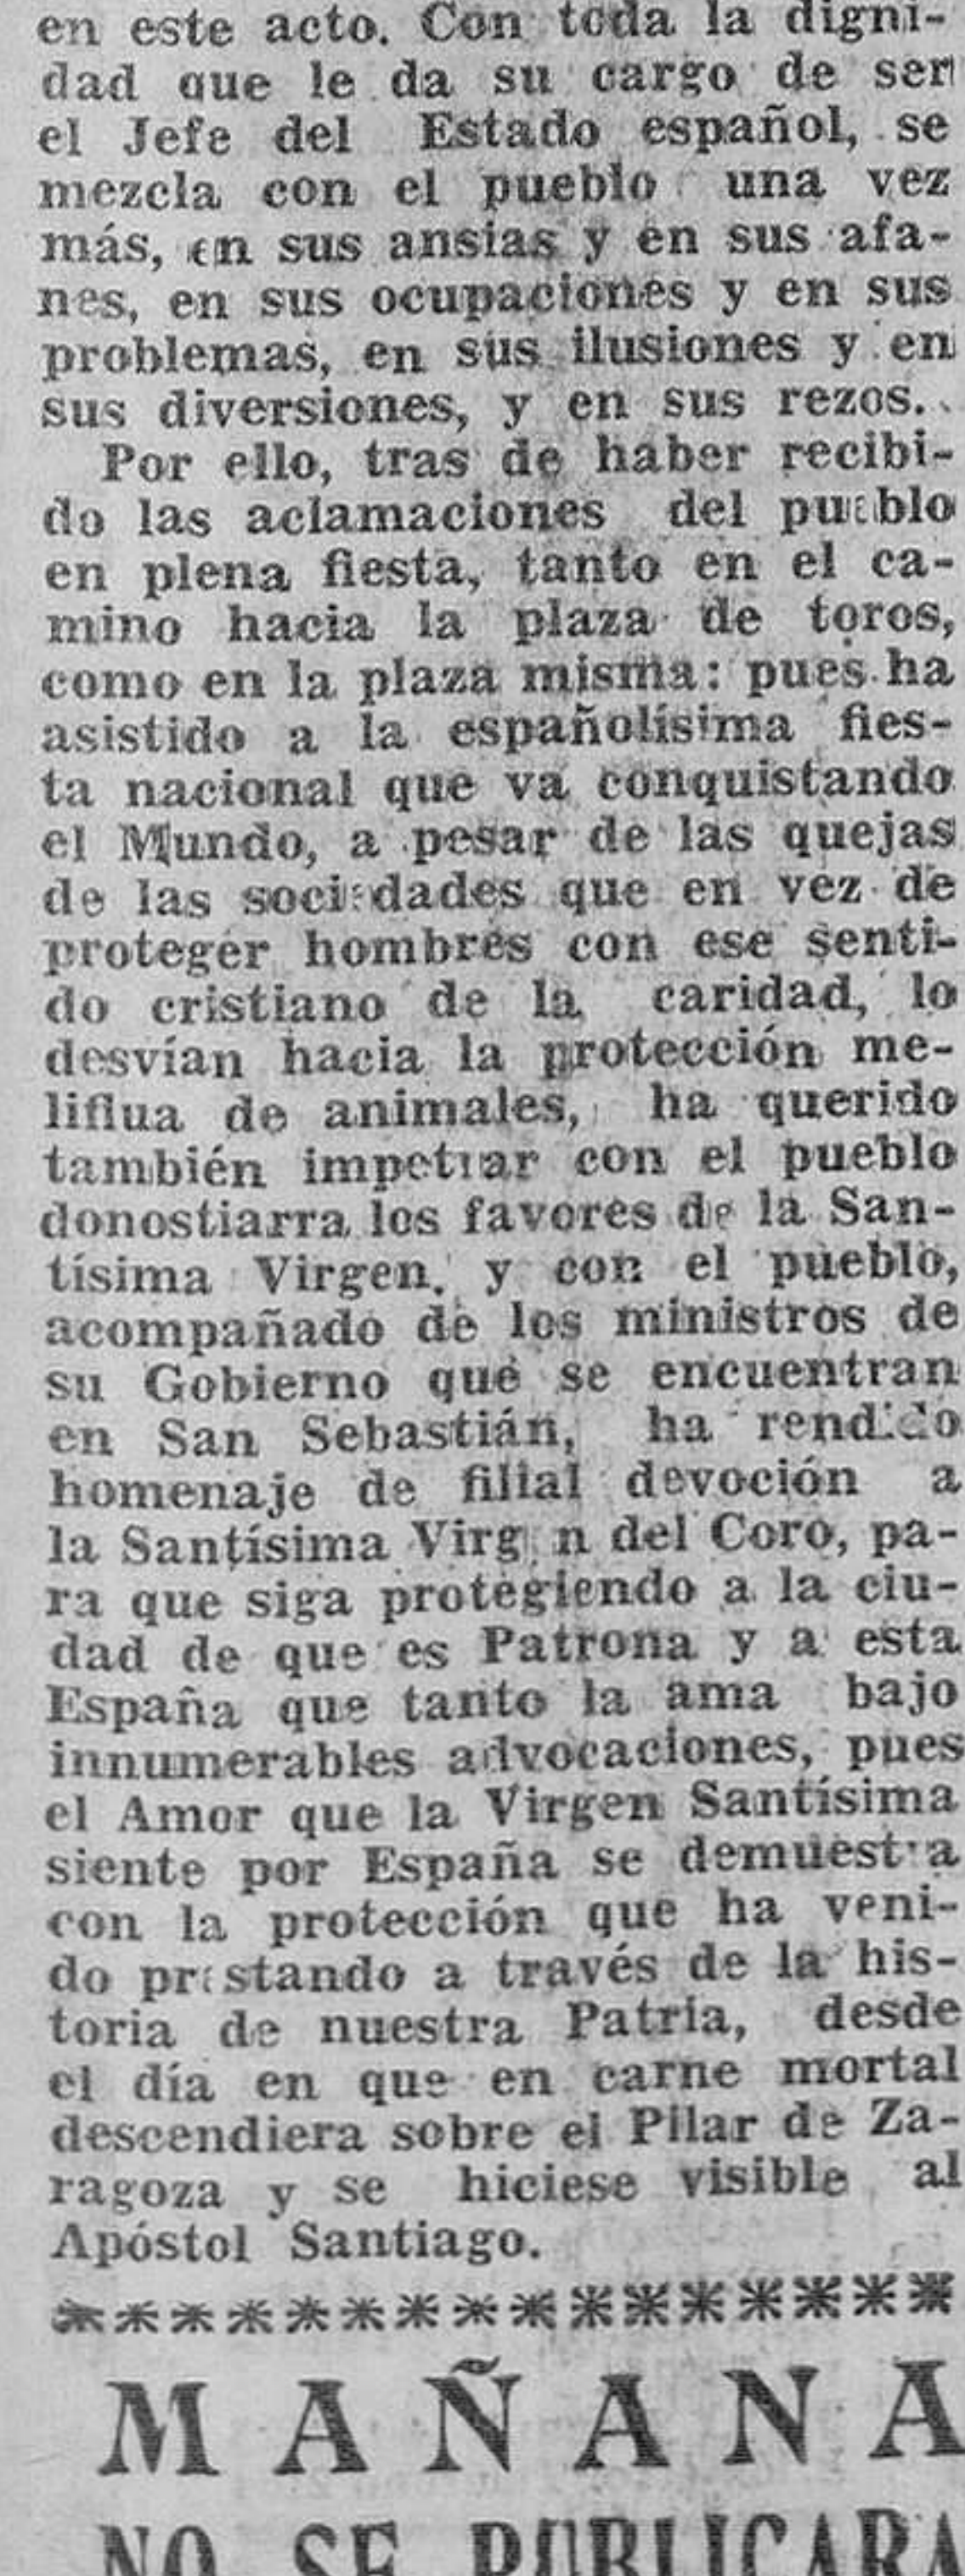 en este acto. Con toda la digni-
dad que le da su cargo de ser
el Jefe del Estado español, se
mezcla con el pueblo una vez
más, en sus ansias y en sus afa-
nes, en sus ocupaciones y en sus
problemas, en sus ilusiones y en
sus diversiones, y en sus rezos.
Por ello, tras de haber recibi-
do las aclamaciones del pueblo
en plena fiesta, tanto en el ca-
mino hacia la plaza de toros,
como en la plaza misma: pues ha
asistido a la españolísima fies-
ta nacional que va conquistando
el Mundo, a pesar de las quejas
de las sociedades que en vez de
proteger hombres con ese senti-
do cristiano de la caridad, lo
desvían hacia la protección me-
liflua de animales, ha querido
también impetrar con el pueblo
donostiarra los favores de la San-
tísima Virgen. y con el pueblo,
acompañado de los ministros de
su Gobierno que se encuentran
en San Sebastián, ha rendido
homenaje de filial devoción a
la Santísima Virgen del Coro, pa-
ra que siga protegiendo a la ciu-
dad de que es Patrona y a esta
España que tanto la ama bajo
innumerables advocaciones, pues
el Amor que la Virgen Santísima
siente por España se demuestra
con la protección que ha veni-
do prestando a través de la his-
toria de nuestra Patria, desde
el día en que en carne mortal
descendiera sobre el Pilar de Za-
ragoza y se hiciese visible al
Apóstol Santiago.
MAÑANA
NO SE PUBLICARA